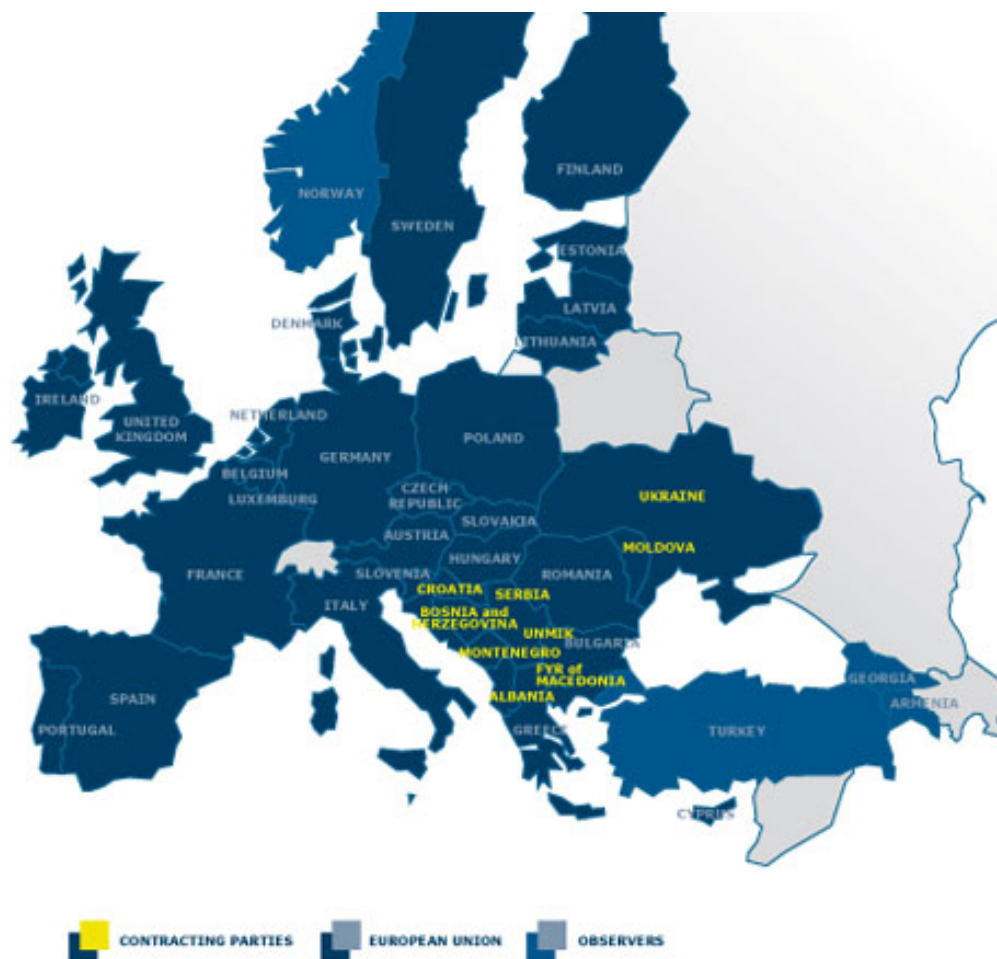 FINLAND
NORWAY
SWEDEN
ESTONIA
LATVIA
DENMARK
LITHUANIA
IRELAND
NETHERLAND
UNITED
KINGDOM
POLAND
GERMANY
BELGIUM
CZECH
REPUBLIC
LUXEMBURG
UKRAINE
SLOVAKIA
AUSTRIA
MOLDOVA
HUNGARY
FRANCE
SLOVENIA
ROMANIA
CROATIA
SERBIA
ITALY
BOSNIA and
HERZEGOVINA
UNMIK
BULGARIA
MONTENEGRO
FYR of
MACEDONIA
GEORGIA
SPAIN
ALBANIA
ARMENIA
PORTUGAL
GREECE
TURKEY
CYPRUS
CONTRACTING PARTIES
EUROPEAN UNION
OBSERVERS